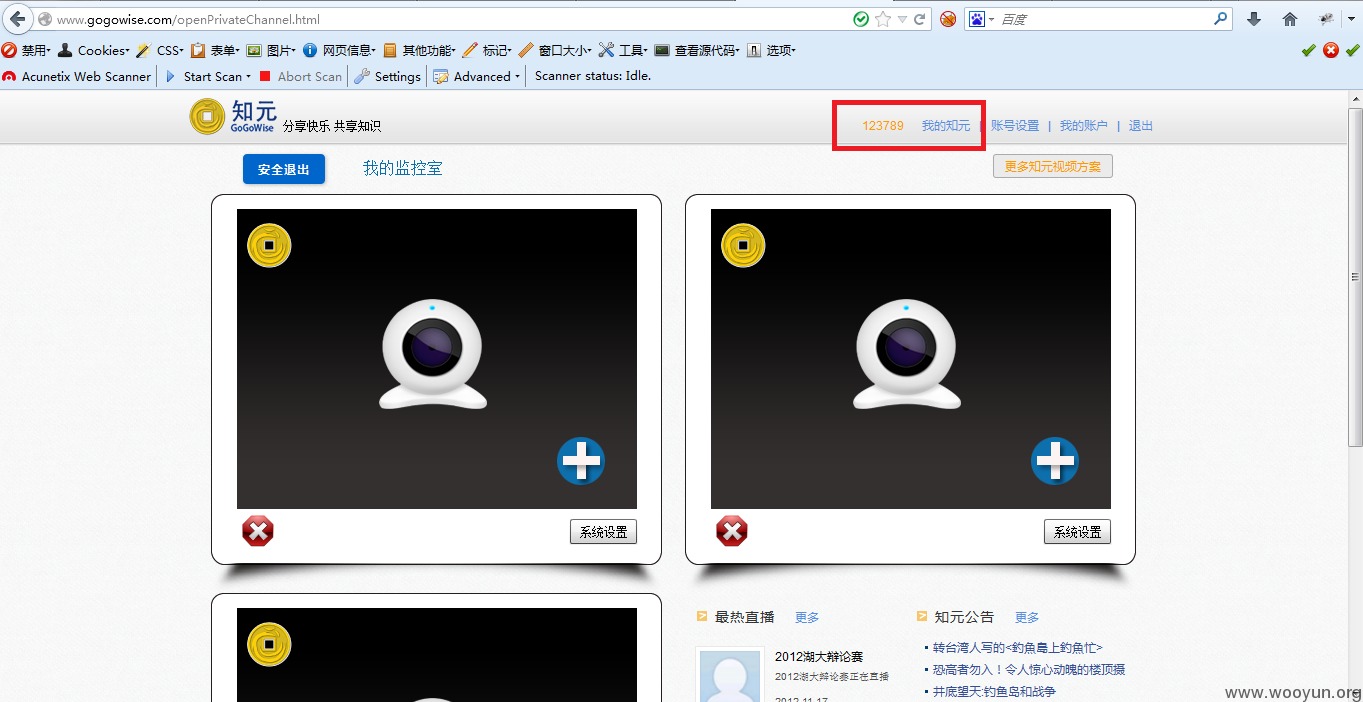 www.gogowise.com/openPrivateChannel.html 百度
禁用 Cookies CSS 表单 图片 网页信息 其他功能 标记 窗口大小 工具 查看源代码 选项
Acunetix Web Scanner Start Scan Abort Scan Settings Advanced Scanner status: Idle.
知元 GoGoWise 分享快乐 共享知识 123789 我的知元 | 账号设置 | 我的账户 | 退出
安全退出 我的监控室 更多知元视频方案
系统设置 系统设置
最热直播 更多 知元公告 更多
2012湖大辩论赛
2012湖大辩论赛正在直播
2012-11-17
转台湾人写的<釣魚島上釣魚忙>
恐高者勿入！令人惊心动魄的楼顶摄
井底望天:钓鱼岛和战争
www.wooyun.org